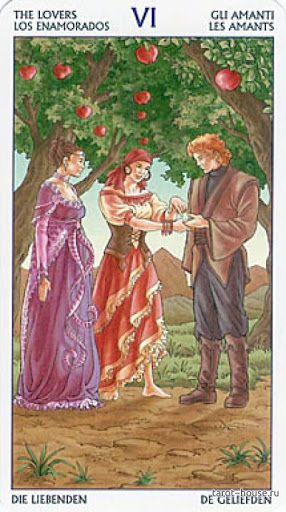 THE LOVERS
LOS ENAMORADOS
VI
GLI AMANTI
LES AMANTS
DIE LIEBENDEN
DE GELIEFDEN
tarot-house.ru